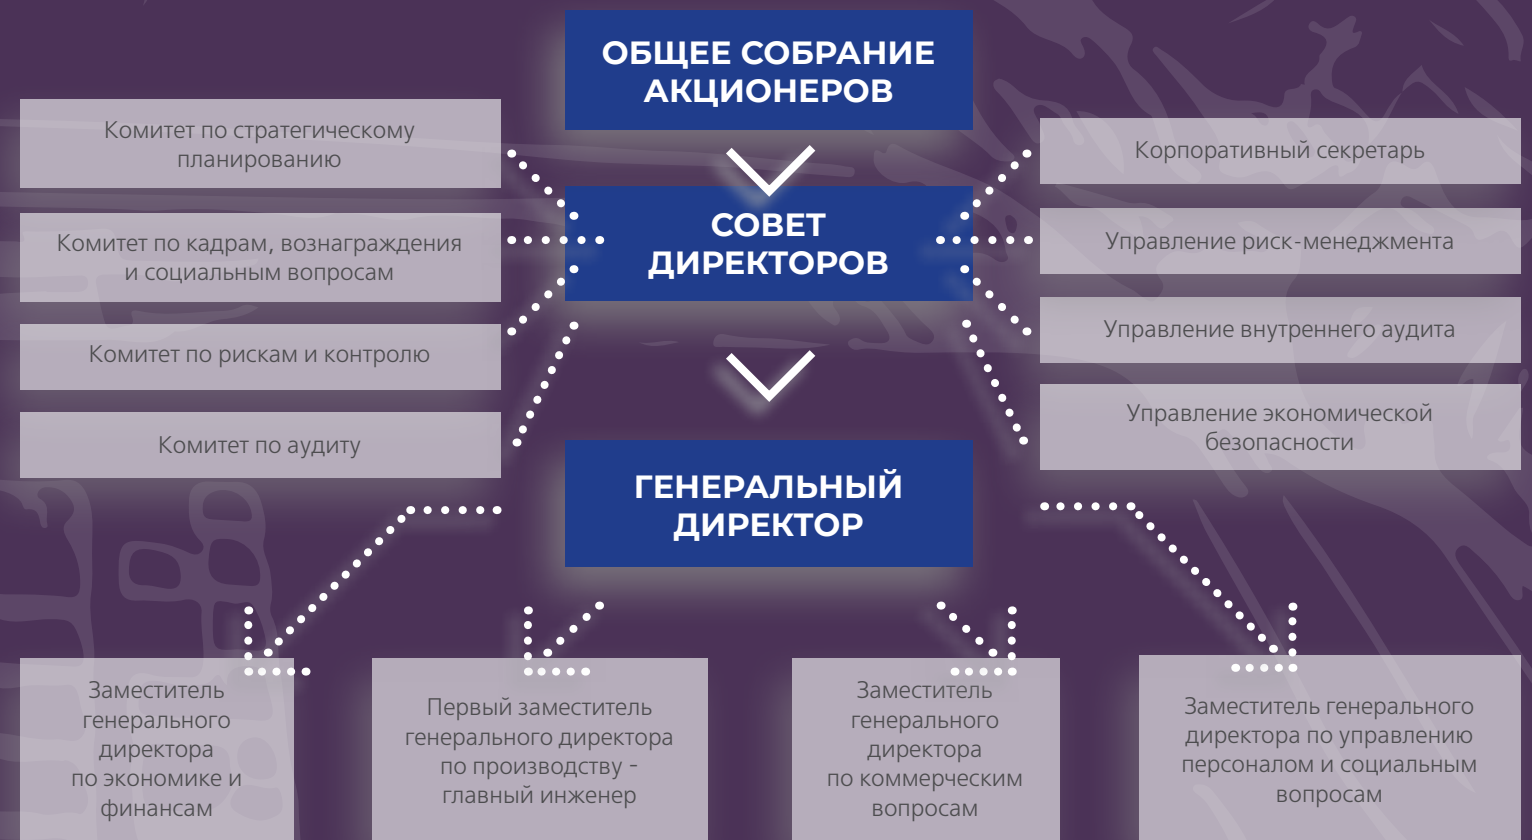 ОБЩЕЕ СОБРАНИЕ
АКЦИОНЕРОВ
Комитет по стратегическому
планированию
Комитет по кадрам, вознаграждения
и социальным вопросам
Комитет по рискам и контролю
Комитет по аудиту
СОВЕТ
ДИРЕКТОРОВ
Корпоративный секретарь
Управление риск-менеджмента
Управление внутреннего аудита
Управление экономической
безопасности
ГЕНЕРАЛЬНЫЙ
ДИРЕКТОР
Заместитель
генерального
директора
по экономике и
финансам
Первый заместитель
генерального директора
по производству -
главный инженер
Заместитель
генерального
директора
по коммерческим
вопросам
Заместитель генерального
директора по управлению
персоналом и социальным
вопросам